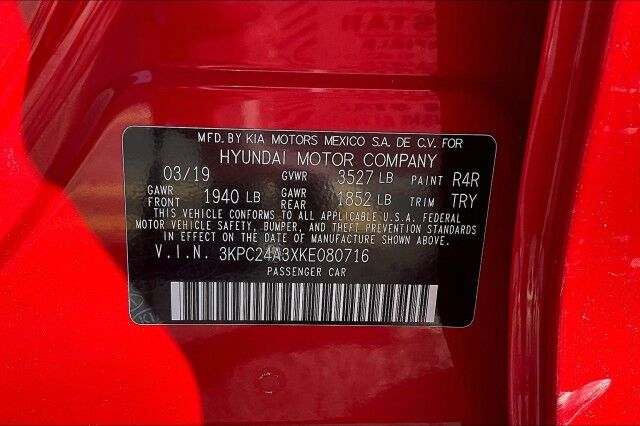 MFD. BY KIA MOTORS MEXICO S.A. DE C.V. FOR
HYUNDAI MOTOR COMPANY
03/19 GVWR 3527 LB PAINT R4R
GAWR FRONT 1940 LB GAWR REAR 1852 LB TRIM TRY
THIS VEHICLE CONFORMS TO ALL APPLICABLE U.S.A. FEDERAL
MOTOR VEHICLE SAFETY, BUMPER, AND THEFT PREVENTION STANDARDS
IN EFFECT ON THE DATE OF MANUFACTURE SHOWN ABOVE.
V.I.N. 3KPC24A3XKE080716
PASSENGER CAR